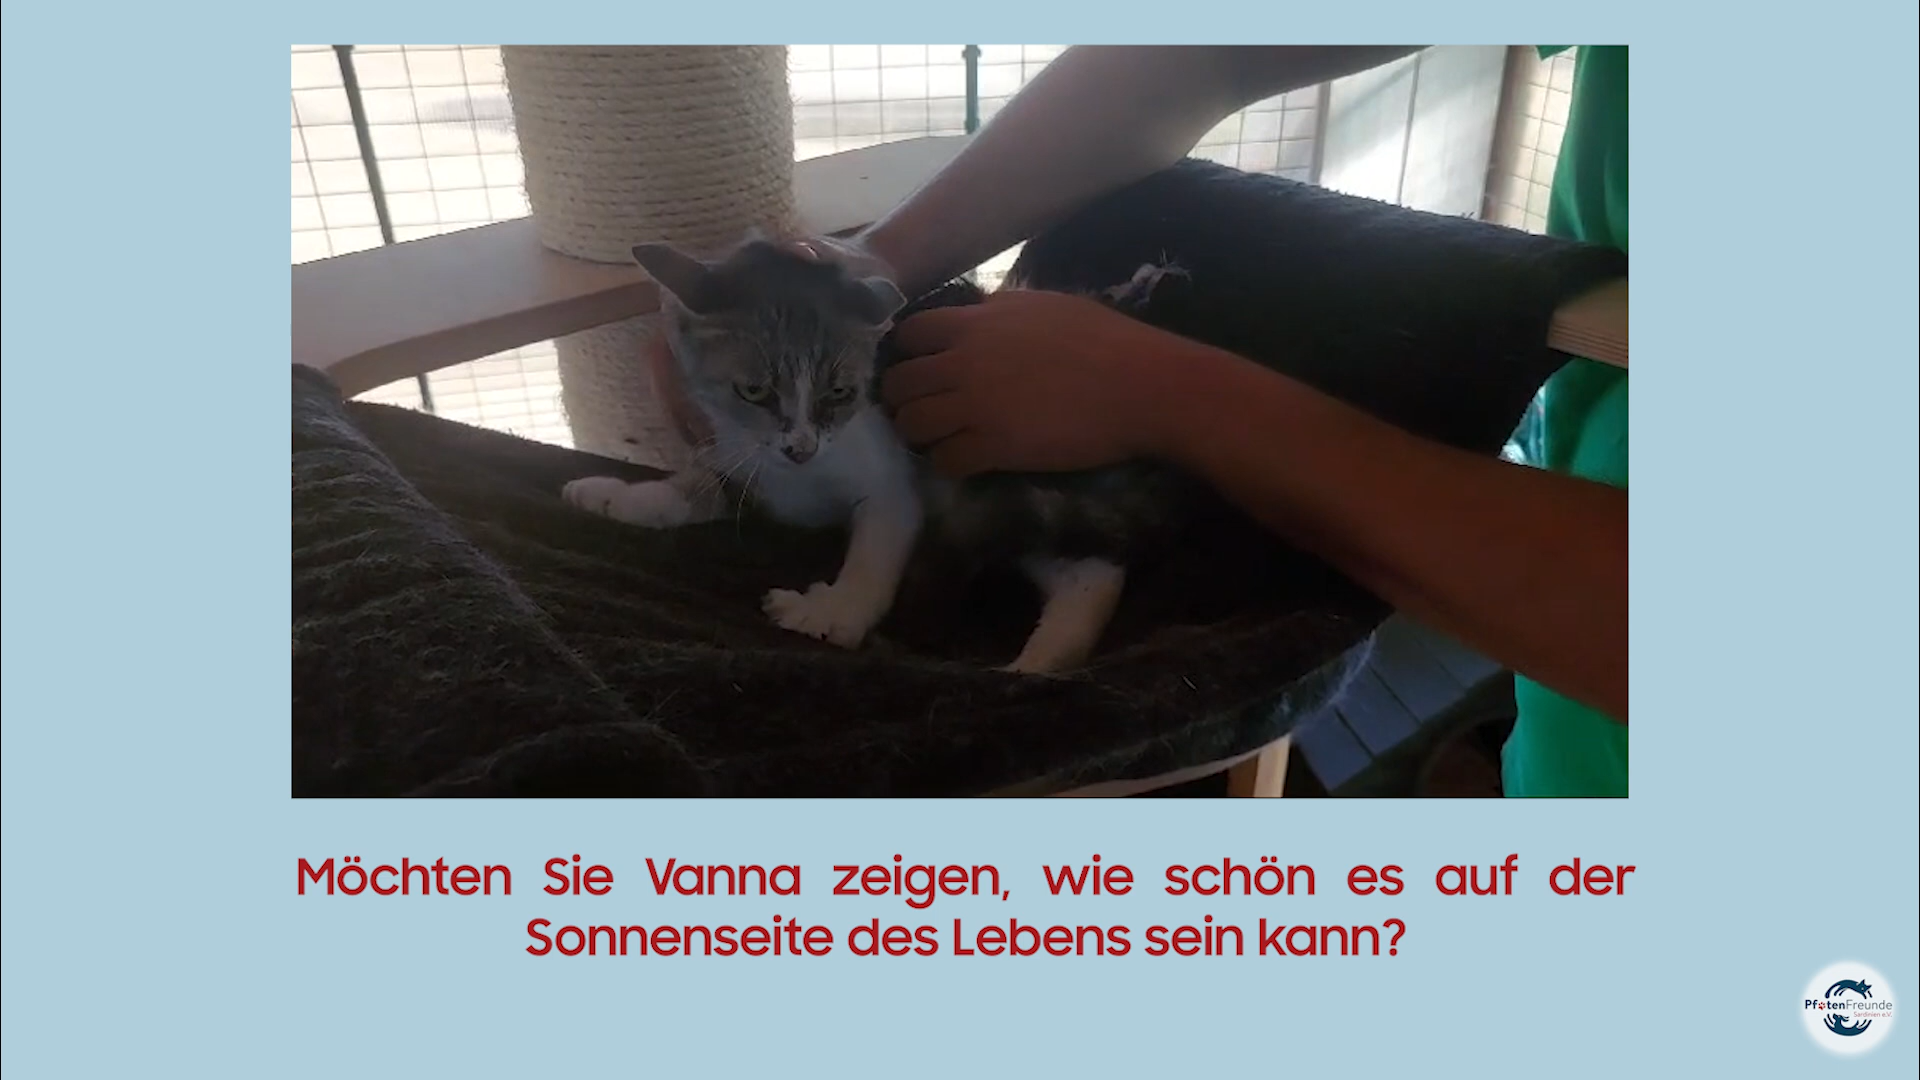 Möchten Sie Vanna zeigen, wie schön es auf der
Sonnenseite des Lebens sein kann?
PfotenFreunde
Sardinien e.V.